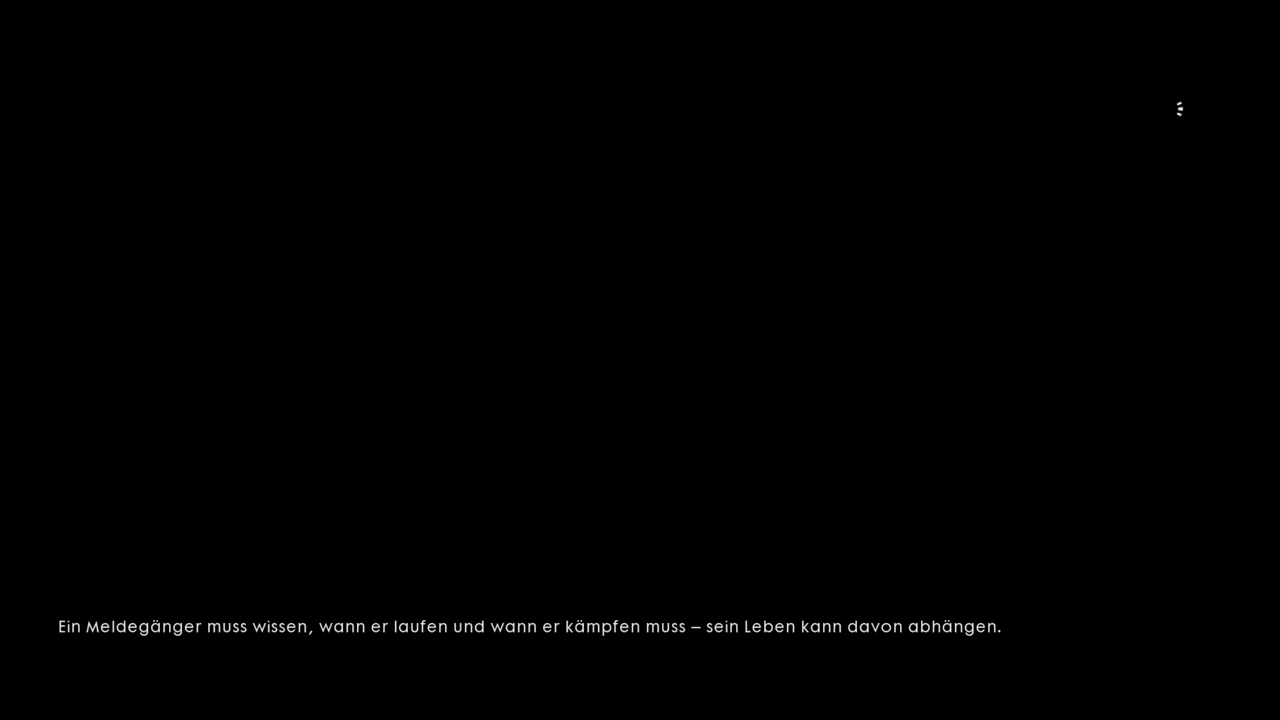 Ein Meldegänger muss wissen, wann er laufen und wann er kämpfen muss – sein Leben kann davon abhängen.